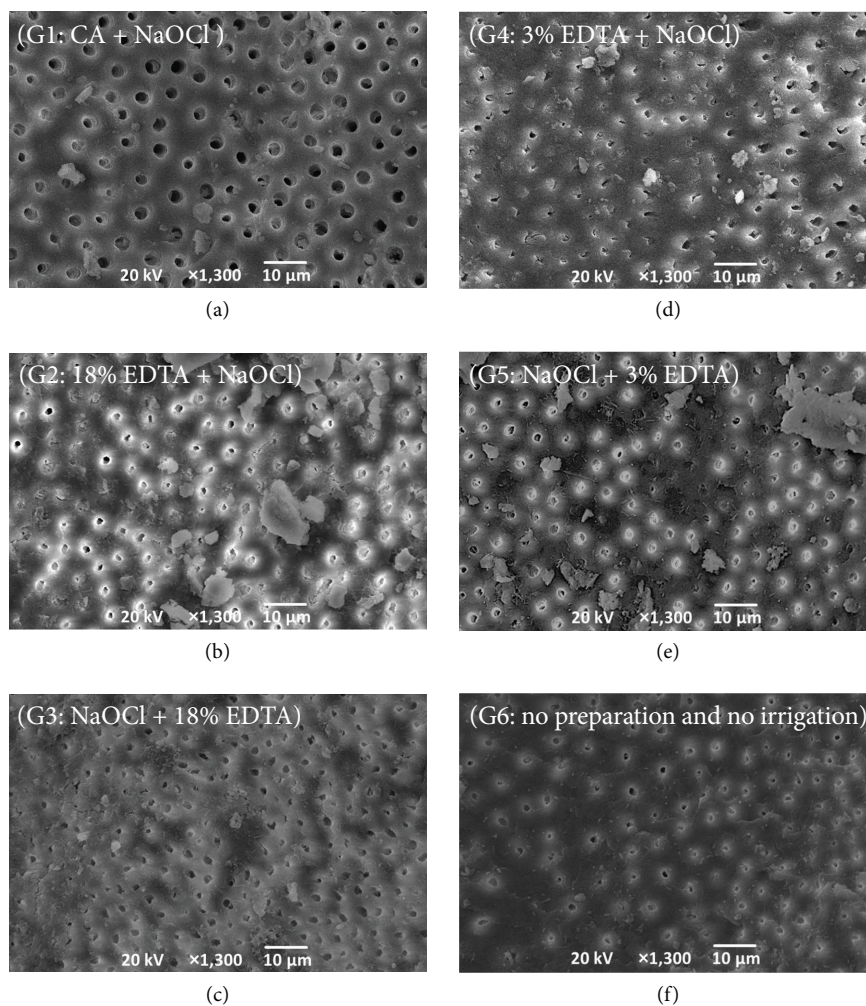 (G1: CA + NaOCl )
20 kV ×1,300 10 µm
(a)
(G4: 3% EDTA + NaOCl)
20 kV ×1,300 10 µm
(d)
(G2: 18% EDTA + NaOCl)
20 kV ×1,300 10 µm
(b)
(G5: NaOCl + 3% EDTA)
20 kV ×1,300 10 µm
(e)
(G3: NaOCl + 18% EDTA)
20 kV ×1,300 10 µm
(c)
(G6: no preparation and no irrigation)
20 kV ×1,300 10 µm
(f)